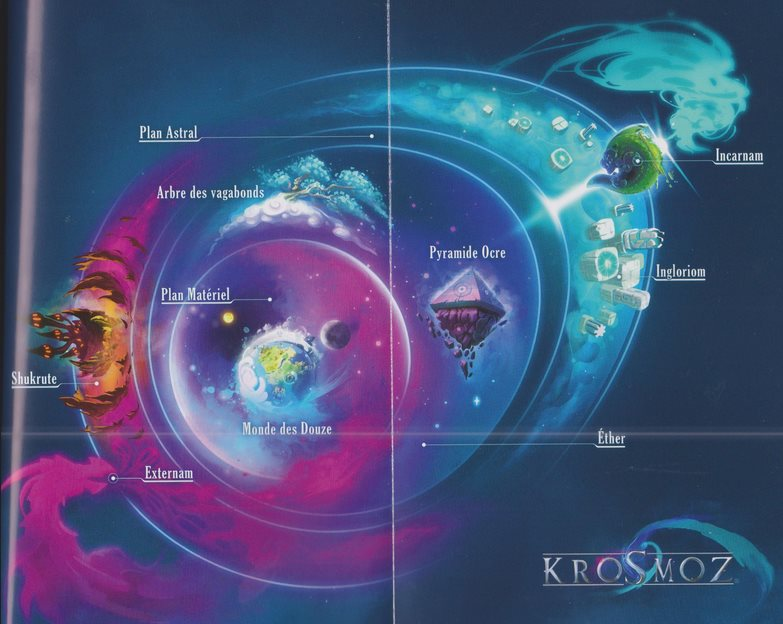 Plan Astral
Incarnam
Arbre des vagabonds
Pyramide Ocre
Ingloriom
Plan Matériel
Shukrute
Monde des Douze
Éther
Externam
KROSMOZ